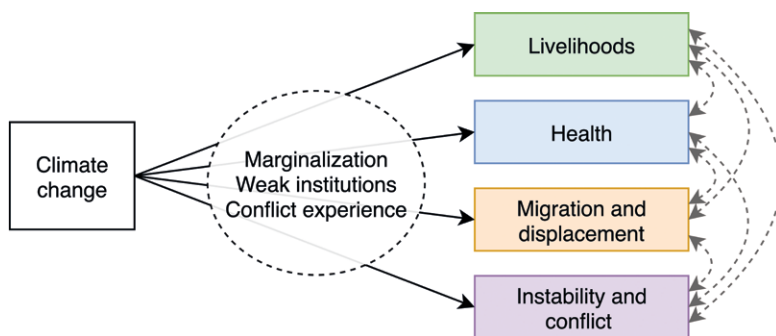 Climate
change
Marginalization
Weak institutions
Conflict experience
Livelihoods
Health
Migration and
displacement
Instability and
conflict